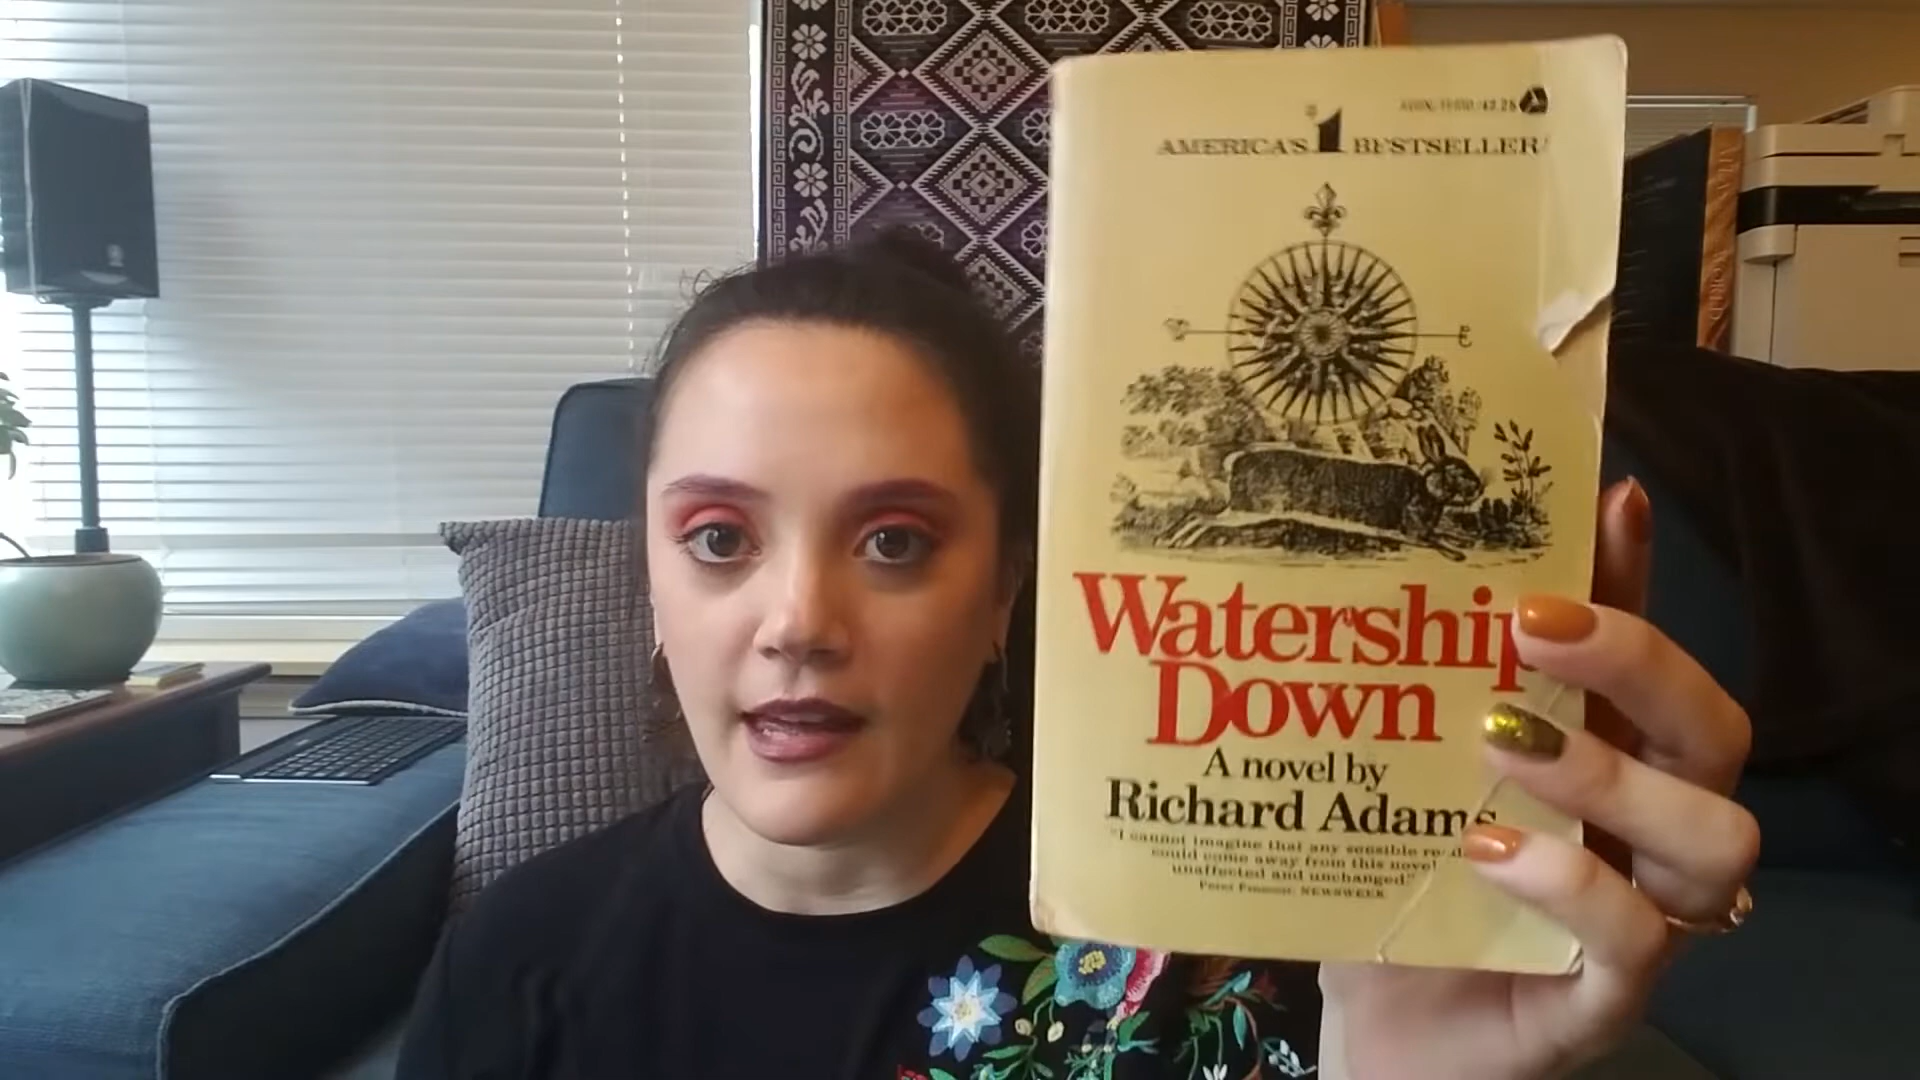 AMERICA'S #1 BESTSELLER!
Watership
Down
A novel by
Richard Adams
"I cannot imagine that any sensible
could come away from this novel
unaffected and unchanged."
NEWSWEEK